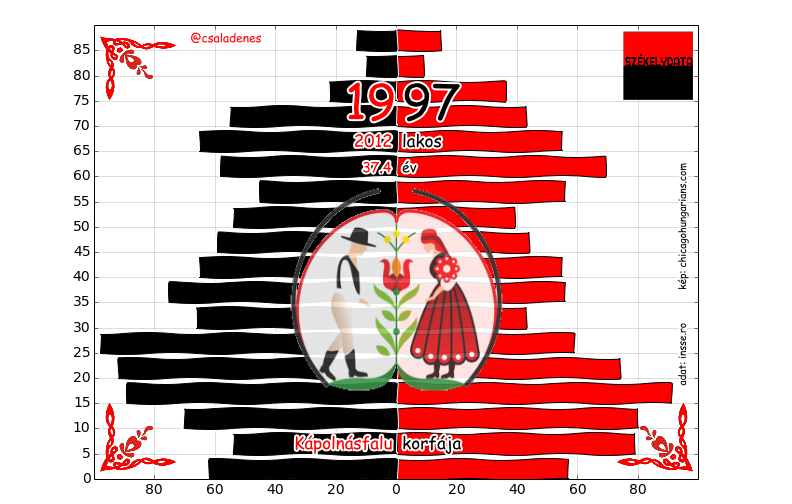 @csaladenes
SZÉKELYDATA
1997
2012 lakos
37.4 év
kép: chicagohungarians.com
adat: insse.ro
Kápolnásfalu korfája
85
80
75
70
65
60
55
50
45
40
35
30
25
20
15
10
5
0
80 60 40 20 0 20 40 60 80